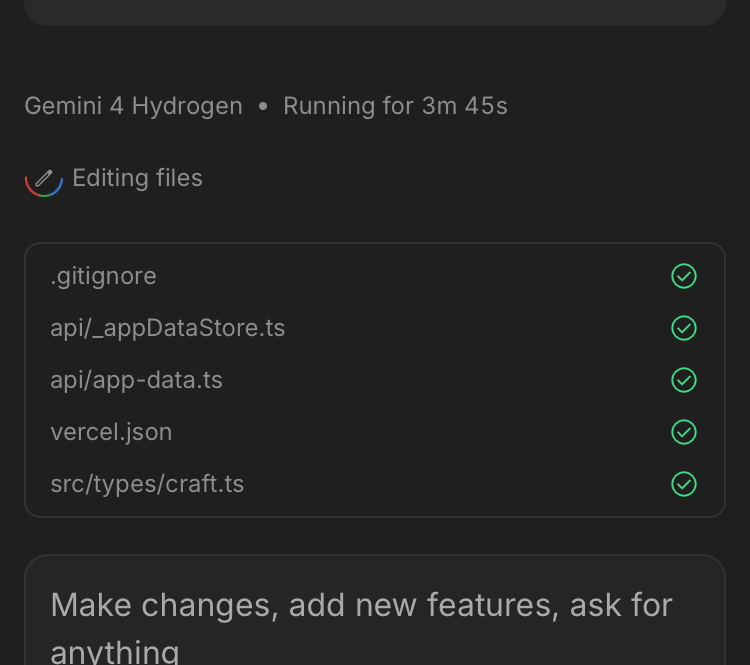 Gemini 4 Hydrogen • Running for 3m 45s
Editing files
.gitignore
api/_appDataStore.ts
api/app-data.ts
vercel.json
src/types/craft.ts
Make changes, add new features, ask for
anything